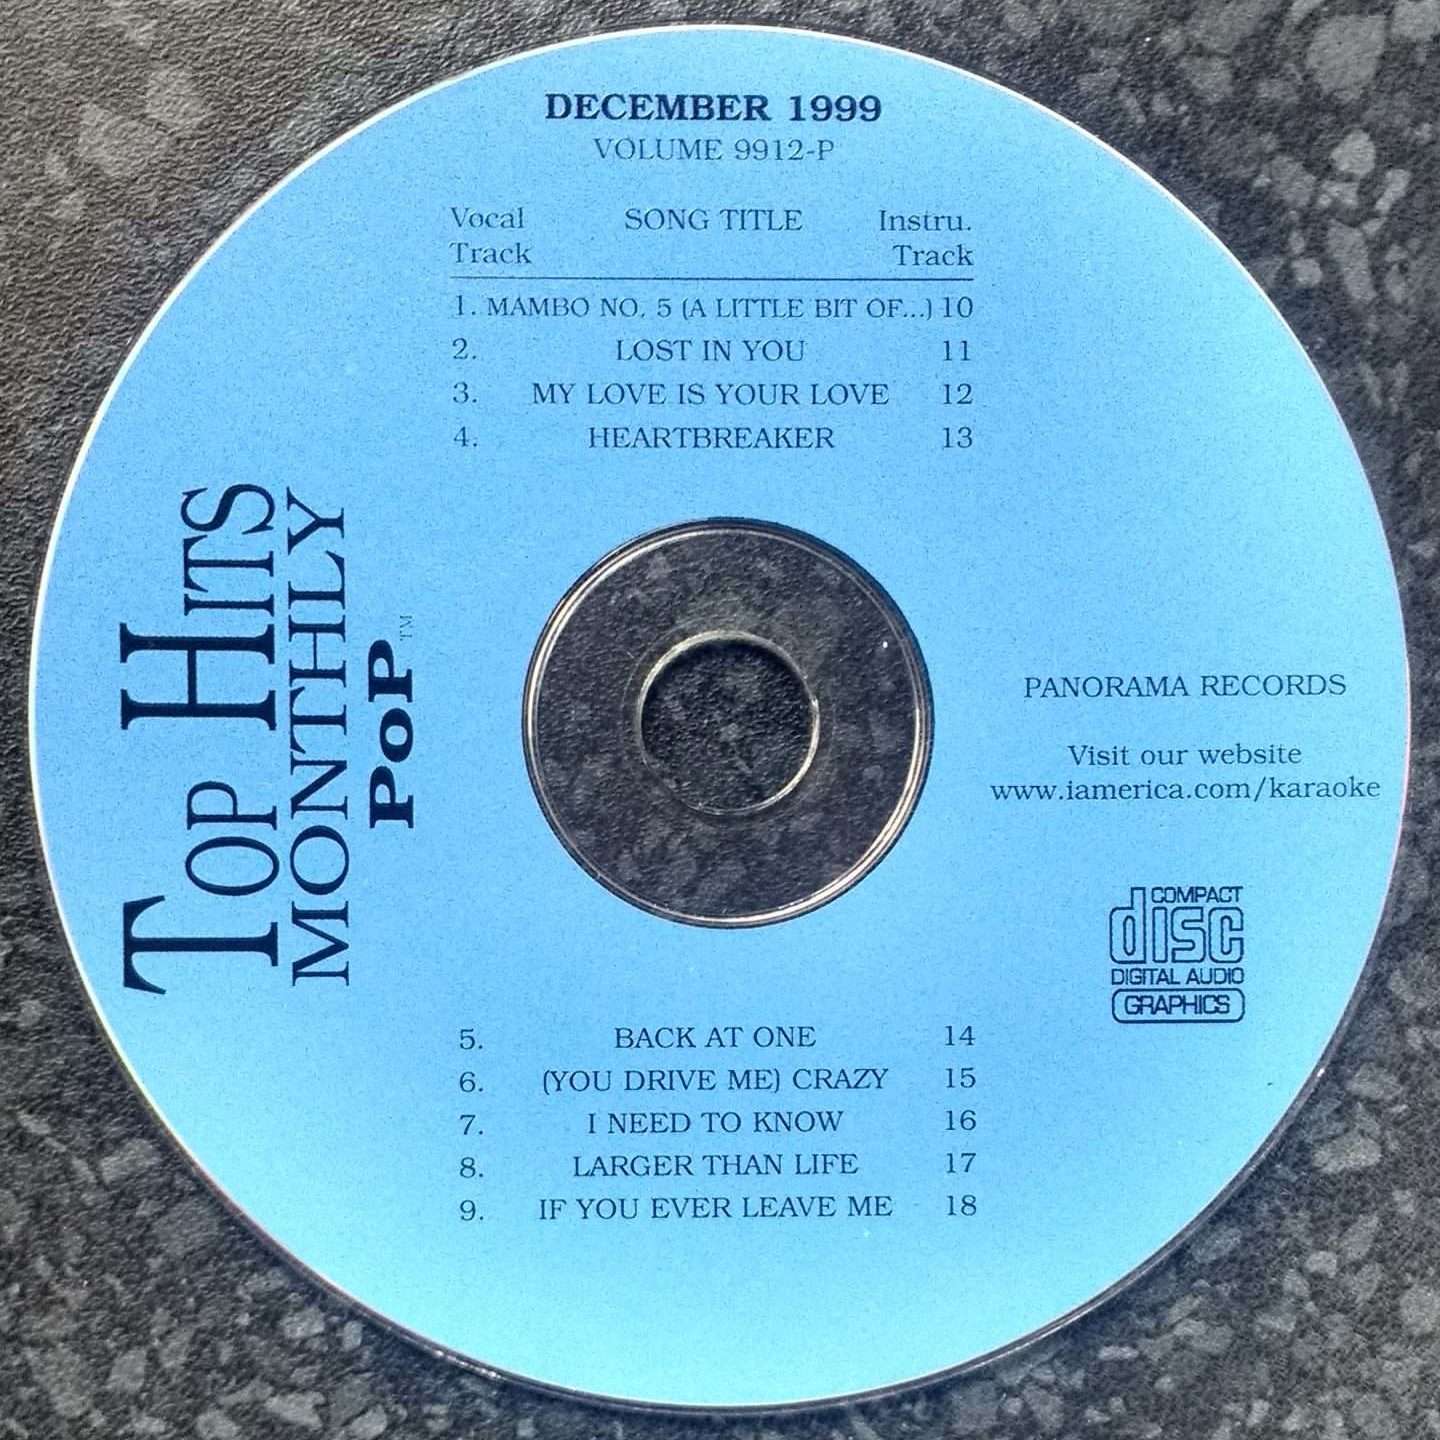 DECEMBER 1999
VOLUME 9912-P
Vocal Track SONG TITLE Instru. Track
1. MAMBO NO. 5 (A LITTLE BIT OF...) 10
2. LOST IN YOU 11
3. MY LOVE IS YOUR LOVE 12
4. HEARTBREAKER 13
TOP HITS
MONTHLY
POP™
PANORAMA RECORDS
Visit our website
www.iamerica.com/karaoke
COMPACT
disc
DIGITAL AUDIO
GRAPHICS
5. BACK AT ONE 14
6. (YOU DRIVE ME) CRAZY 15
7. I NEED TO KNOW 16
8. LARGER THAN LIFE 17
9. IF YOU EVER LEAVE ME 18